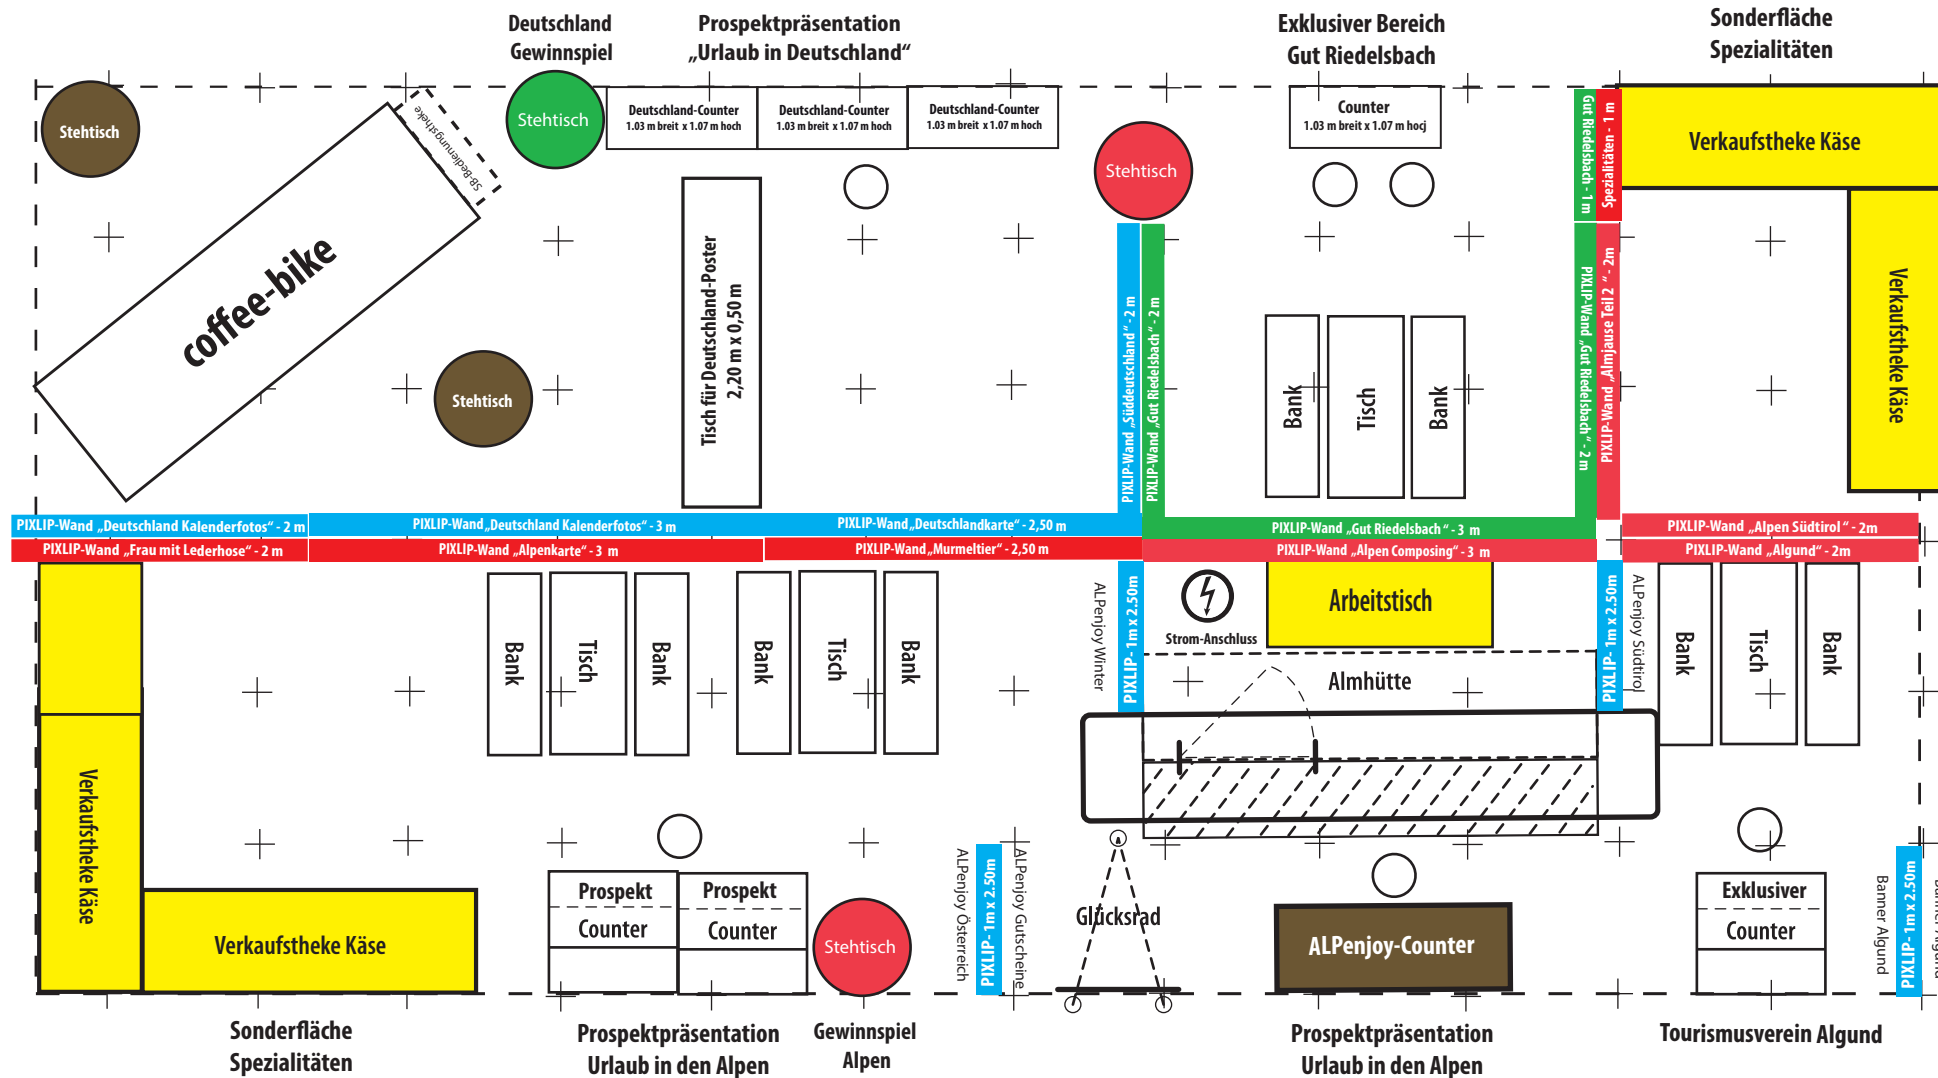 Deutschland
Gewinnspiel
Prospektpräsentation
„Urlaub in Deutschland“
Exklusiver Bereich
Gut Riedelsbach
Sonderfläche
Spezialitäten
Stehtisch
SB-Bedienungstheke
Stehtisch
Deutschland-Counter
1.03 m breit x 1.07 m hoch
Deutschland-Counter
1.03 m breit x 1.07 m hoch
Deutschland-Counter
1.03 m breit x 1.07 m hoch
Counter
1.03 m breit x 1.07 m hocj
Gut Riedelsbach - 1 m
Spezialitäten - 1 m
Verkaufstheke Käse
Stehtisch
coffee-bike
Stehtisch
Tisch für Deutschland-Poster
2,20 m x 0,50 m
PIXLIP-Wand „Süddeutschland“ - 2 m
PIXLIP-Wand „Gut Riedelsbach“ - 2 m
Bank
Tisch
Bank
PIXLIP-Wand „Gut Riedelsbach“ - 2 m
PIXLIP-Wand „Almjause Teil 2 “ - 2m
Verkaufstheke Käse
PIXLIP-Wand „Deutschland Kalenderfotos“ - 2 m
PIXLIP-Wand „Deutschland Kalenderfotos“ - 3 m
PIXLIP-Wand „Deutschlandkarte“ - 2,50 m
PIXLIP-Wand „Gut Riedelsbach“ - 3 m
PIXLIP-Wand „Alpen Südtirol“ - 2m
PIXLIP-Wand „Frau mit Lederhose“ - 2 m
PIXLIP-Wand „Alpenkarte“ - 3 m
PIXLIP-Wand „Murmeltier“ - 2,50 m
PIXLIP-Wand „Alpen Composing“ - 3 m
PIXLIP-Wand „Algund“ - 2m
Bank
Tisch
Bank
Bank
Tisch
Bank
ALPenjoy Winter
PIXLIP - 1m x 2.50m
Strom-Anschluss
Arbeitstisch
Almhütte
PIXLIP - 1m x 2.50m
ALPenjoy Südtirol
Bank
Tisch
Bank
Verkaufstheke Käse
Verkaufstheke Käse
Prospekt
Counter
Prospekt
Counter
Stehtisch
ALPenjoy Österreich
PIXLIP - 1m x 2.50m
ALPenjoy Gutscheine
Glücksrad
ALPenjoy-Counter
Exklusiver
Counter
Banner Algund
PIXLIP - 1m x 2.50m
Banner Algund
Sonderfläche
Spezialitäten
Prospektpräsentation
Urlaub in den Alpen
Gewinnspiel
Alpen
Prospektpräsentation
Urlaub in den Alpen
Tourismusverein Algund